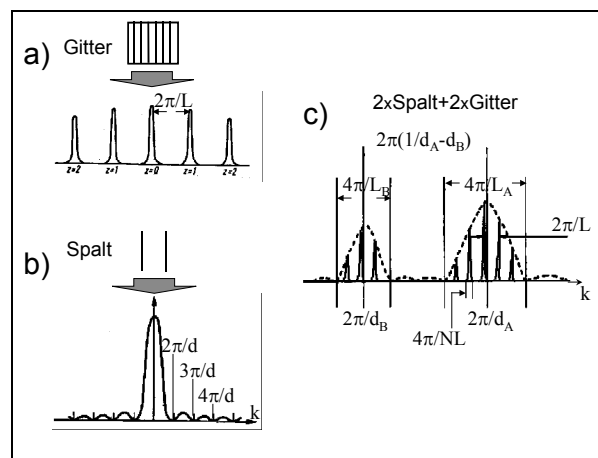 a) Gitter
2π/L
z=2 z=1 z=0 z=1 z=2
b) Spalt
2π/d
3π/d
4π/d
k
c) 2xSpalt+2xGitter
2π(1/d_A-d_B)
4π/L_B 4π/L_A
2π/L
k
2π/d_B 2π/d_A
4π/NL